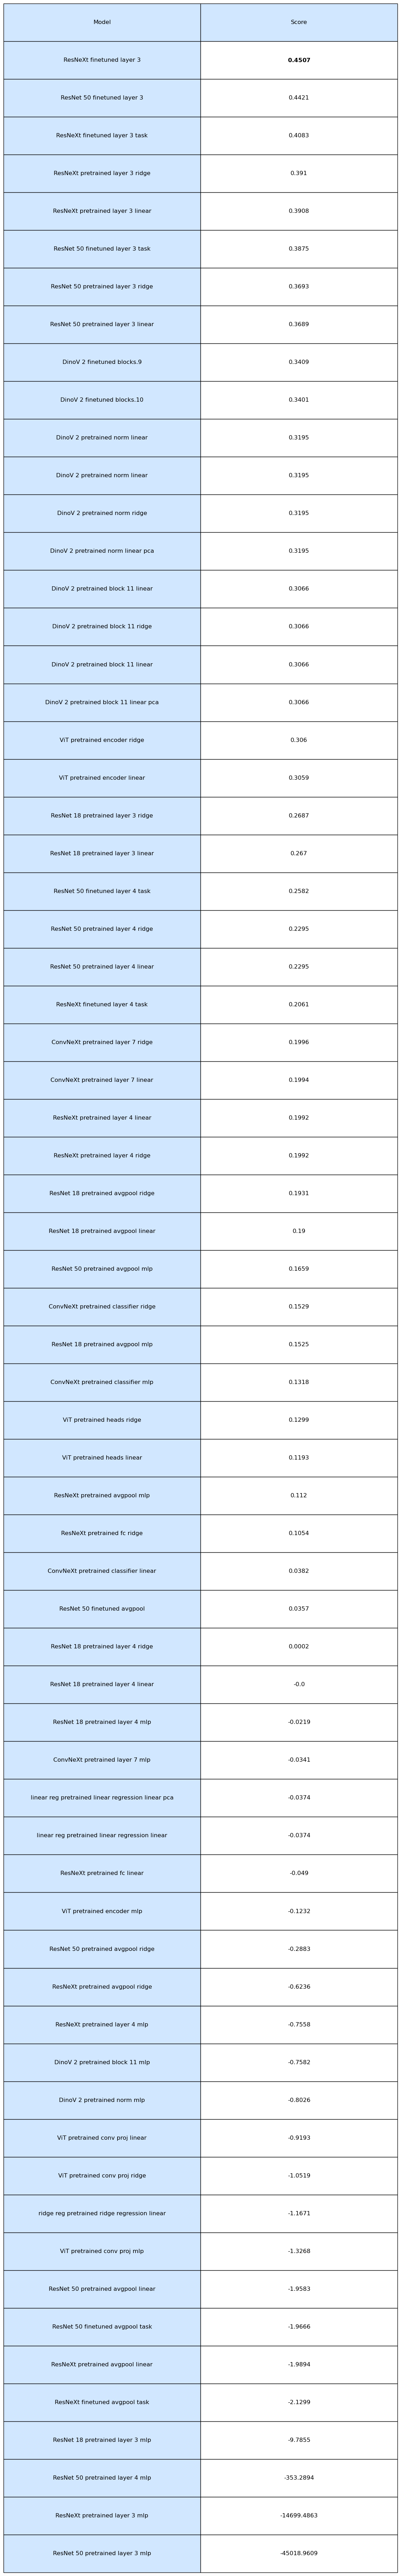 Model Score
ResNeXt finetuned layer 3 0.4507
ResNet 50 finetuned layer 3 0.4421
ResNeXt finetuned layer 3 task 0.4083
ResNeXt pretrained layer 3 ridge 0.391
ResNeXt pretrained layer 3 linear 0.3908
ResNet 50 finetuned layer 3 task 0.3875
ResNet 50 pretrained layer 3 ridge 0.3693
ResNet 50 pretrained layer 3 linear 0.3689
DinoV 2 finetuned blocks.9 0.3409
DinoV 2 finetuned blocks.10 0.3401
DinoV 2 pretrained norm linear 0.3195
DinoV 2 pretrained norm linear 0.3195
DinoV 2 pretrained norm ridge 0.3195
DinoV 2 pretrained norm linear pca 0.3195
DinoV 2 pretrained block 11 linear 0.3066
DinoV 2 pretrained block 11 ridge 0.3066
DinoV 2 pretrained block 11 linear 0.3066
DinoV 2 pretrained block 11 linear pca 0.3066
ViT pretrained encoder ridge 0.306
ViT pretrained encoder linear 0.3059
ResNet 18 pretrained layer 3 ridge 0.2687
ResNet 18 pretrained layer 3 linear 0.267
ResNet 50 finetuned layer 4 task 0.2582
ResNet 50 pretrained layer 4 ridge 0.2295
ResNet 50 pretrained layer 4 linear 0.2295
ResNeXt finetuned layer 4 task 0.2061
ConvNeXt pretrained layer 7 ridge 0.1996
ConvNeXt pretrained layer 7 linear 0.1994
ResNeXt pretrained layer 4 linear 0.1992
ResNeXt pretrained layer 4 ridge 0.1992
ResNet 18 pretrained avgpool ridge 0.1931
ResNet 18 pretrained avgpool linear 0.19
ResNet 50 pretrained avgpool mlp 0.1659
ConvNeXt pretrained classifier ridge 0.1529
ResNet 18 pretrained avgpool mlp 0.1525
ConvNeXt pretrained classifier mlp 0.1318
ViT pretrained heads ridge 0.1299
ViT pretrained heads linear 0.1193
ResNeXt pretrained avgpool mlp 0.112
ResNeXt pretrained fc ridge 0.1054
ConvNeXt pretrained classifier linear 0.0382
ResNet 50 finetuned avgpool 0.0357
ResNet 18 pretrained layer 4 ridge 0.0002
ResNet 18 pretrained layer 4 linear -0.0
ResNet 18 pretrained layer 4 mlp -0.0219
ConvNeXt pretrained layer 7 mlp -0.0341
linear reg pretrained linear regression linear pca -0.0374
linear reg pretrained linear regression linear -0.0374
ResNeXt pretrained fc linear -0.049
ViT pretrained encoder mlp -0.1232
ResNet 50 pretrained avgpool ridge -0.2883
ResNeXt pretrained avgpool ridge -0.6236
ResNeXt pretrained layer 4 mlp -0.7558
DinoV 2 pretrained block 11 mlp -0.7582
DinoV 2 pretrained norm mlp -0.8026
ViT pretrained conv proj linear -0.9193
ViT pretrained conv proj ridge -1.0519
ridge reg pretrained ridge regression linear -1.1671
ViT pretrained conv proj mlp -1.3268
ResNet 50 pretrained avgpool linear -1.9583
ResNet 50 finetuned avgpool task -1.9666
ResNeXt pretrained avgpool linear -1.9894
ResNeXt finetuned avgpool task -2.1299
ResNet 18 pretrained layer 3 mlp -9.7855
ResNet 50 pretrained layer 4 mlp -353.2894
ResNeXt pretrained layer 3 mlp -14699.4863
ResNet 50 pretrained layer 3 mlp -45018.9609